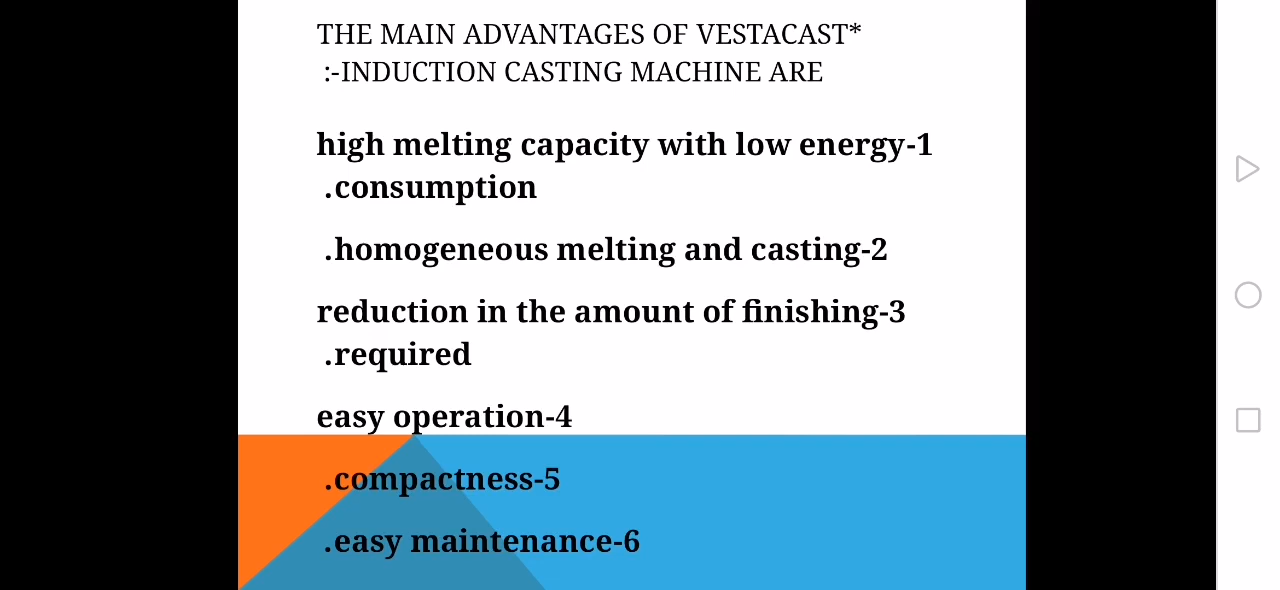 THE MAIN ADVANTAGES OF VESTACAST*
:-INDUCTION CASTING MACHINE ARE
high melting capacity with low energy-1
.consumption
.homogeneous melting and casting-2
reduction in the amount of finishing-3
.required
easy operation-4
.compactness-5
.easy maintenance-6